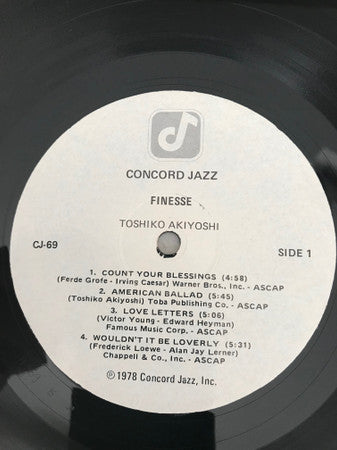 CONCORD JAZZ
FINESSE
TOSHIKO AKIYOSHI
CJ-69
SIDE 1
1. COUNT YOUR BLESSINGS (4:58)
(Ferde Grofe - Irving Caesar) Warner Bros., Inc. - ASCAP
2. AMERICAN BALLAD (5:45)
(Toshiko Akiyoshi) Toba Publishing Co. - ASCAP
3. LOVE LETTERS (5:06)
(Victor Young - Edward Heyman)
Famous Music Corp. - ASCAP
4. WOULDN'T IT BE LOVERLY (5:31)
(Frederick Loewe - Alan Jay Lerner)
Chappell & Co., Inc. - ASCAP
℗ 1978 Concord Jazz, Inc.